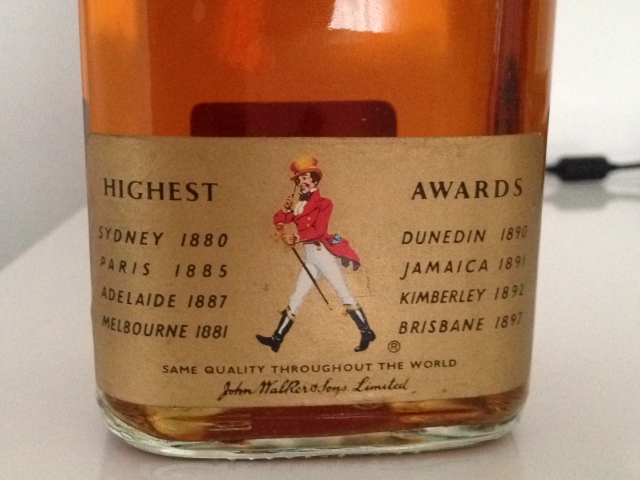 HIGHEST AWARDS
SYDNEY 1880 DUNEDIN 1890
PARIS 1885 JAMAICA 1891
ADELAIDE 1887 KIMBERLEY 1892
MELBOURNE 1881 BRISBANE 1897
®
SAME QUALITY THROUGHOUT THE WORLD
John Walker & Sons, Limited